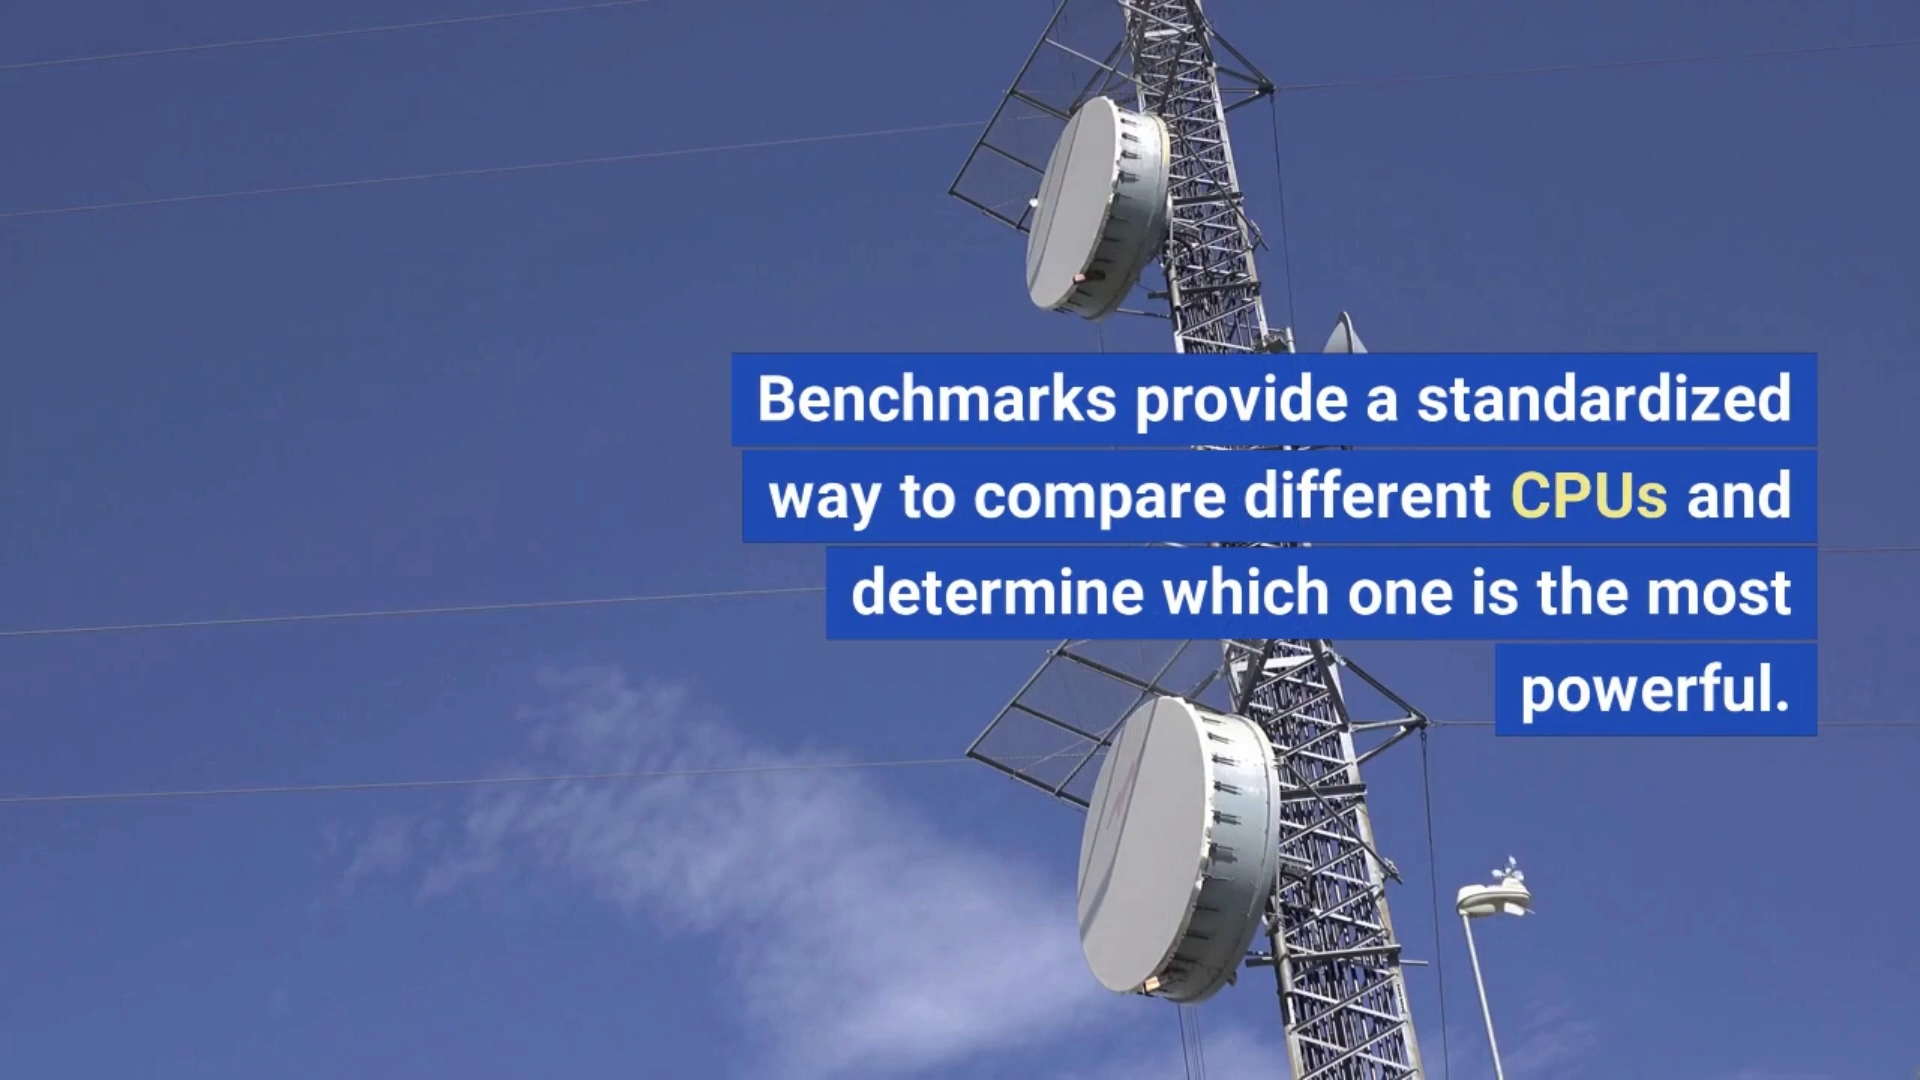 Benchmarks provide a standardized
way to compare different CPUs and
determine which one is the most
powerful.